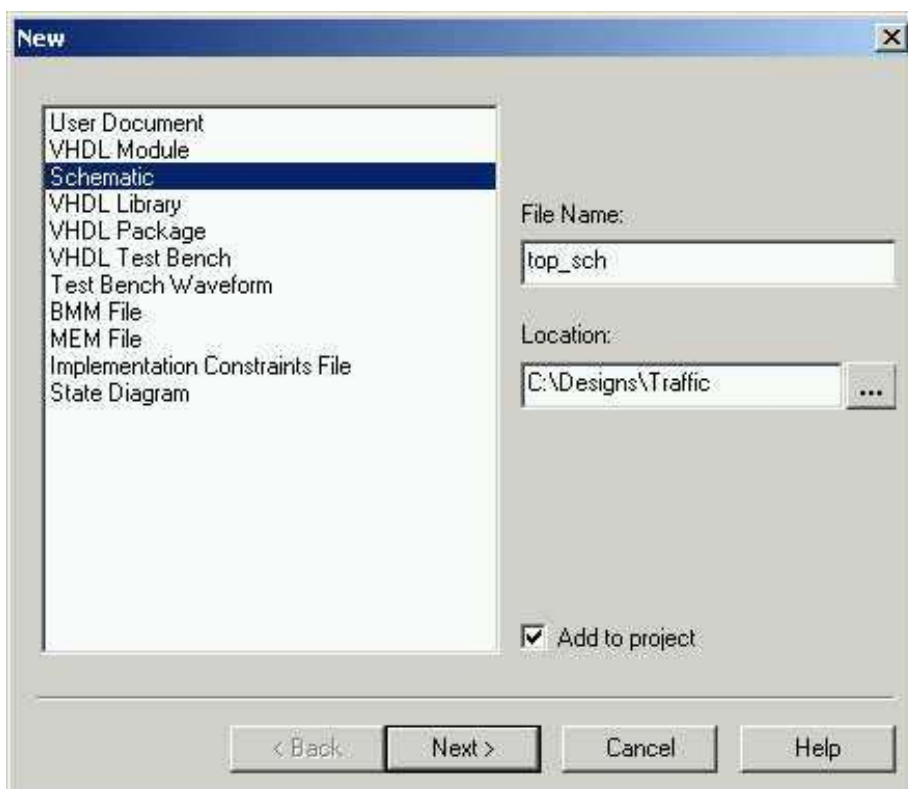 New
User Document
VHDL Module
Schematic
VHDL Library
VHDL Package
VHDL Test Bench
Test Bench Waveform
BMM File
MEM File
Implementation Constraints File
State Diagram
File Name:
top_sch
Location:
C:\Designs\Traffic
...
Add to project
< Back
Next >
Cancel
Help